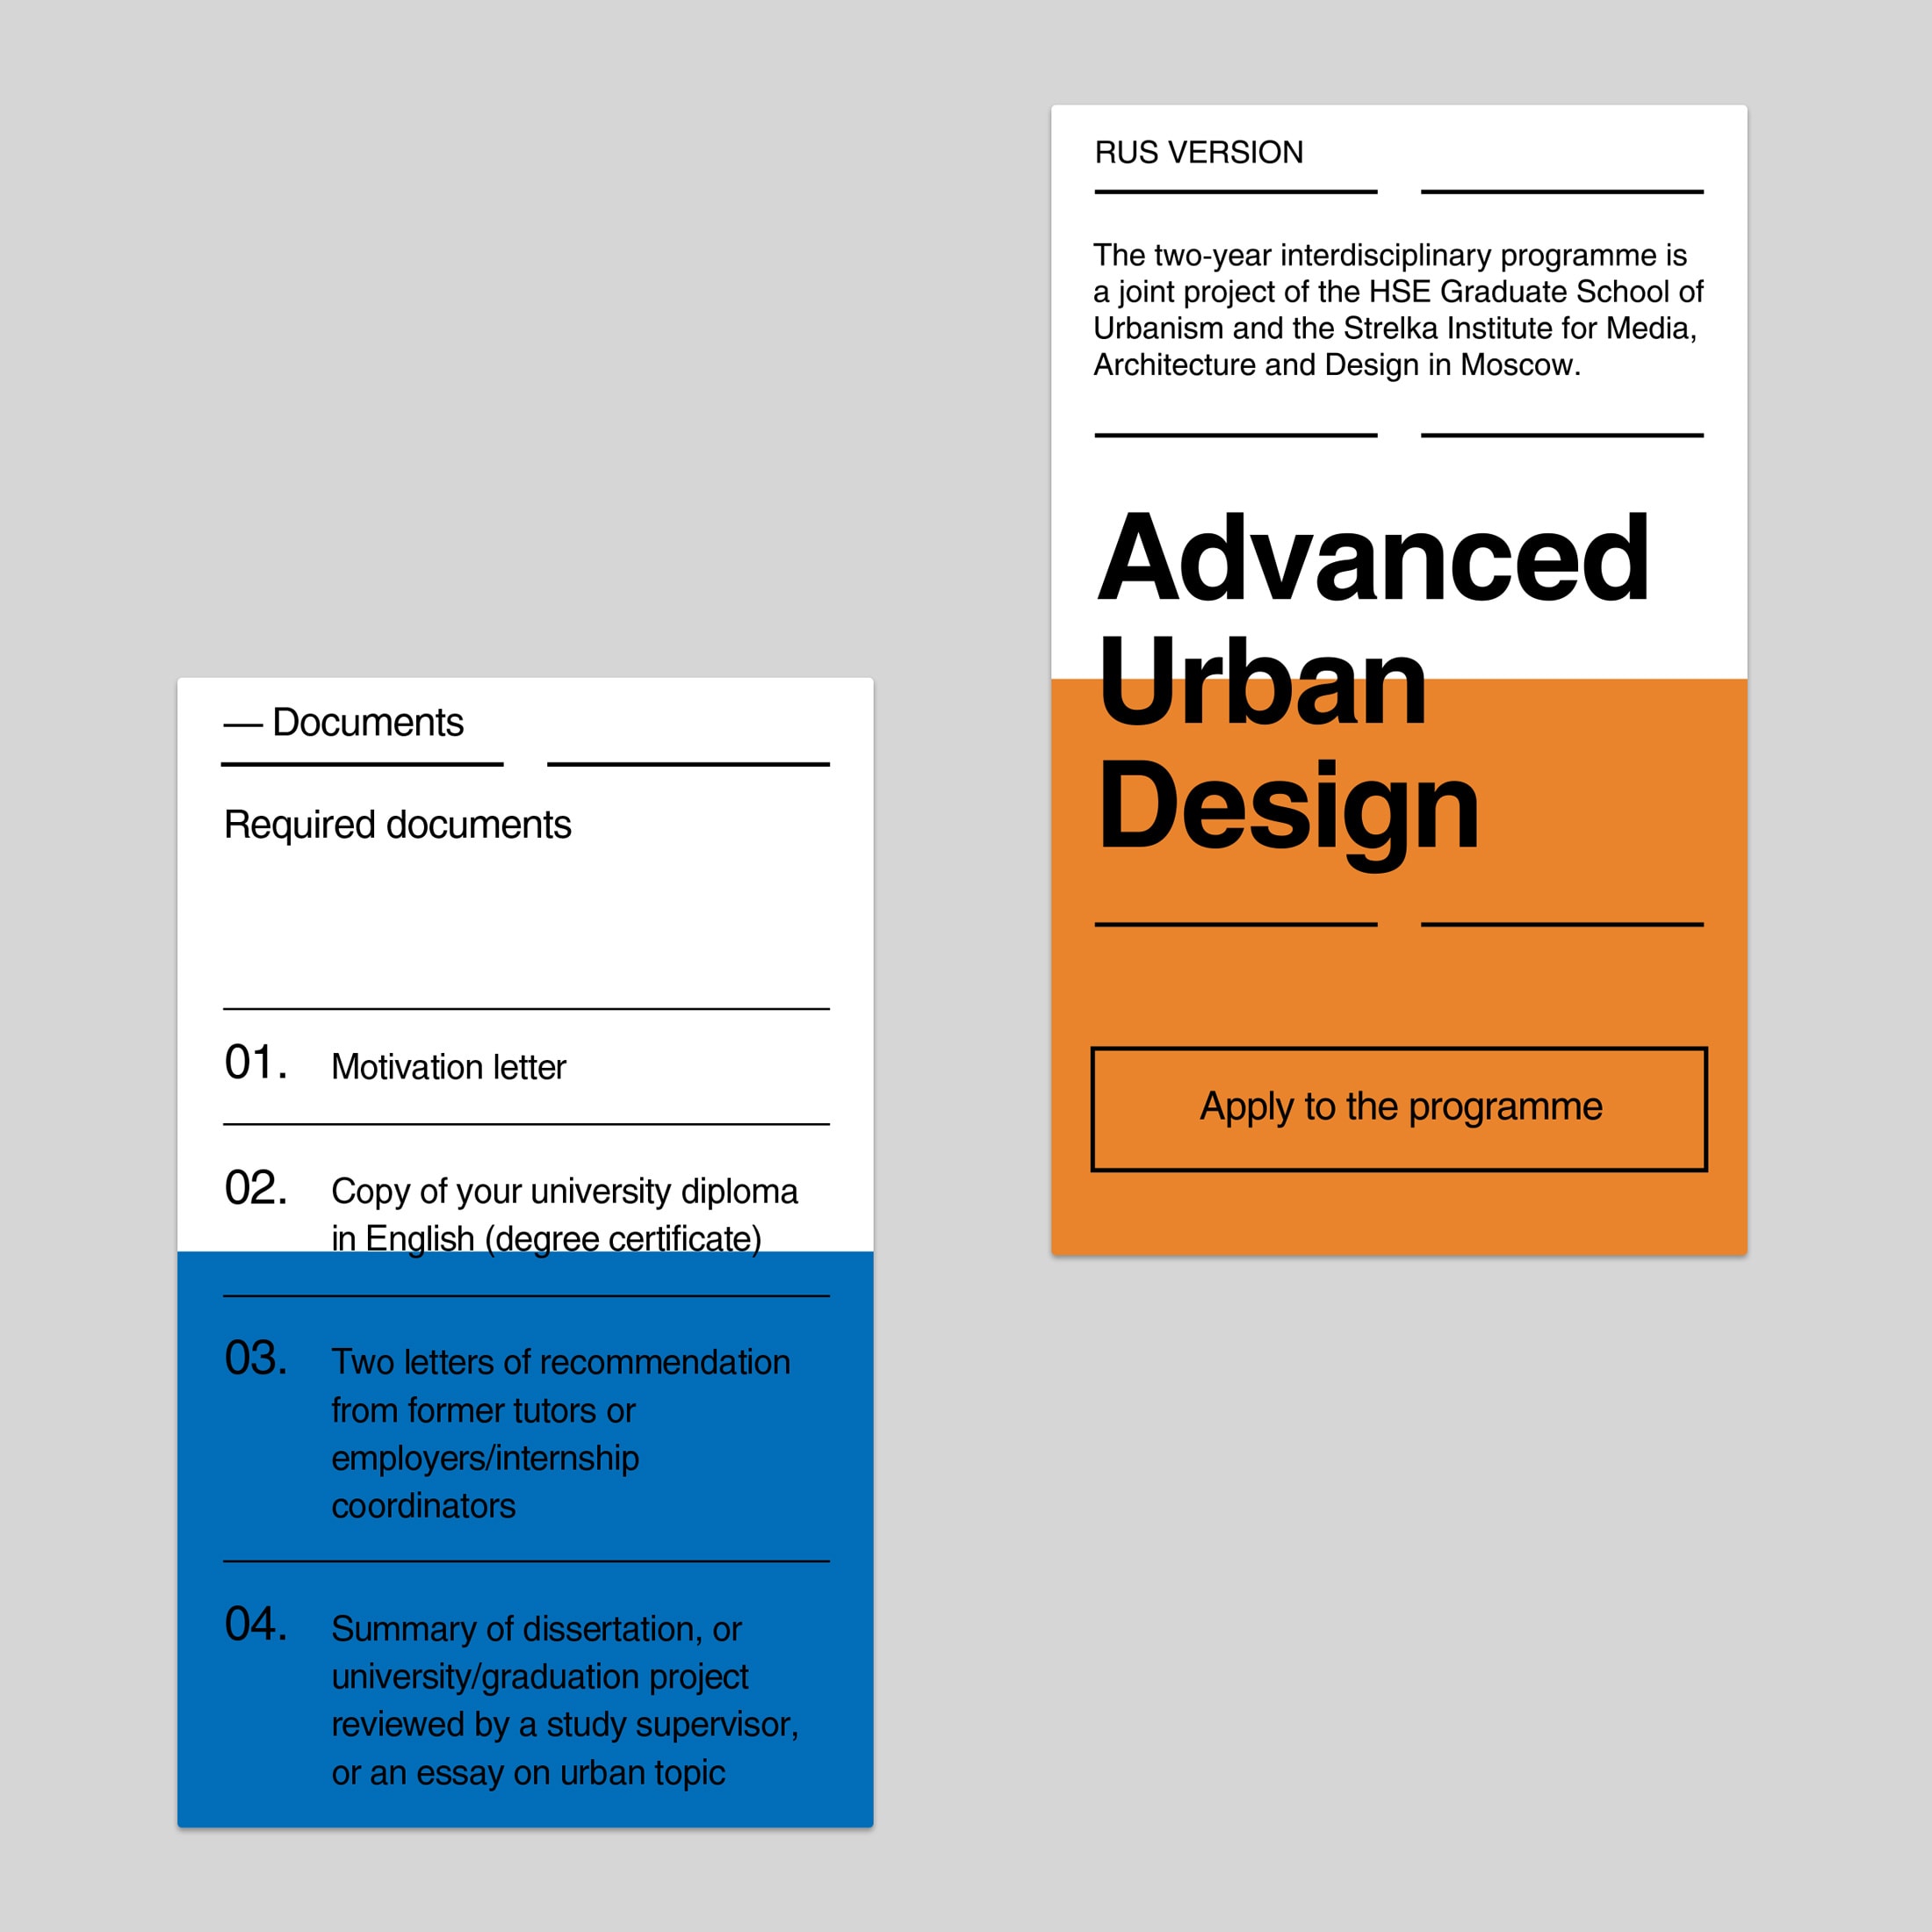 RUS VERSION
The two-year interdisciplinary programme is
a joint project of the HSE Graduate School of
Urbanism and the Strelka Institute for Media,
Architecture and Design in Moscow.
Advanced
Urban
Design
Apply to the programme
— Documents
Required documents
01. Motivation letter
02. Copy of your university diploma
in English (degree certificate)
03. Two letters of recommendation
from former tutors or
employers/internship
coordinators
04. Summary of dissertation, or
university/graduation project
reviewed by a study supervisor,
or an essay on urban topic